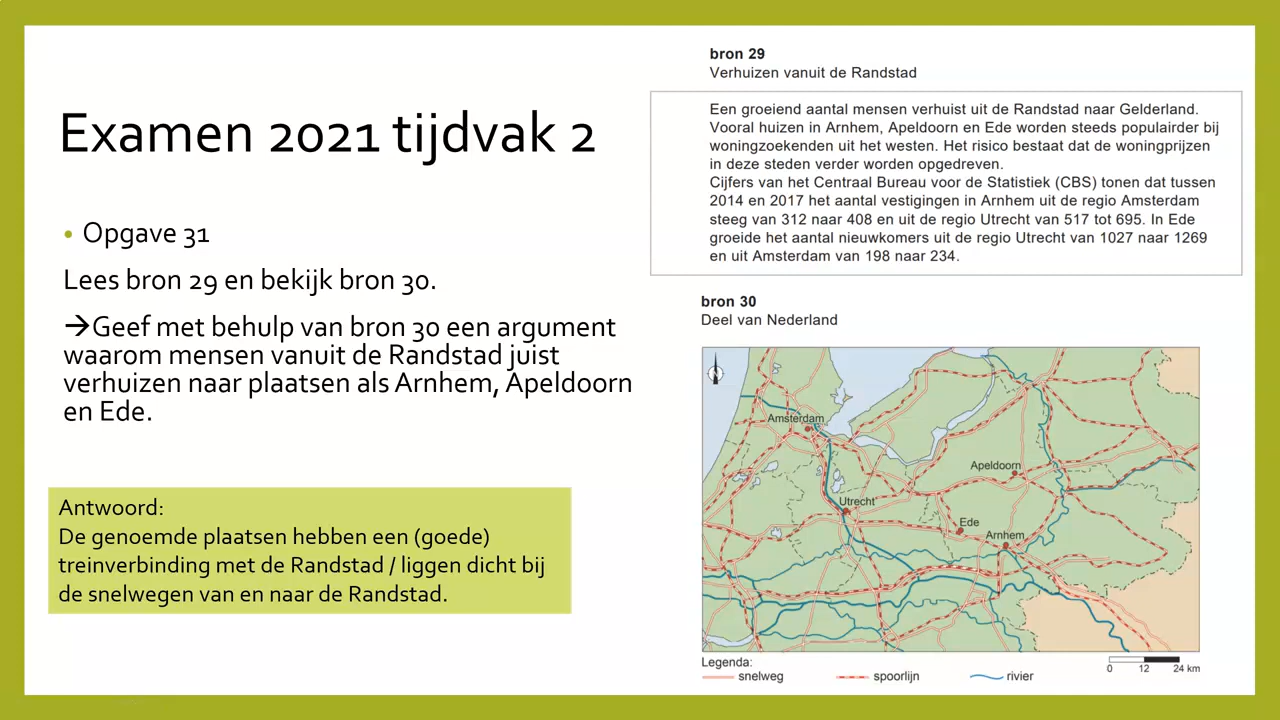 Examen 2021 tijdvak 2
• Opgave 31
Lees bron 29 en bekijk bron 30.
→Geef met behulp van bron 30 een argument
waarom mensen vanuit de Randstad juist
verhuizen naar plaatsen als Arnhem, Apeldoorn
en Ede.
Antwoord:
De genoemde plaatsen hebben een (goede)
treinverbinding met de Randstad / liggen dicht bij
de snelwegen van en naar de Randstad.
bron 29
Verhuizen vanuit de Randstad
Een groeiend aantal mensen verhuist uit de Randstad naar Gelderland.
Vooral huizen in Arnhem, Apeldoorn en Ede worden steeds populairder bij
woningzoekenden uit het westen. Het risico bestaat dat de woningprijzen
in deze steden verder worden opgedreven.
Cijfers van het Centraal Bureau voor de Statistiek (CBS) tonen dat tussen
2014 en 2017 het aantal vestigingen in Arnhem uit de regio Amsterdam
steeg van 312 naar 408 en uit de regio Utrecht van 517 tot 695. In Ede
groeide het aantal nieuwkomers uit de regio Utrecht van 1027 naar 1269
en uit Amsterdam van 198 naar 234.
bron 30
Deel van Nederland
Amsterdam
Apeldoorn
Utrecht
Ede
Arnhem
Legenda:
snelweg
spoorlijn
rivier
0 12 24 km